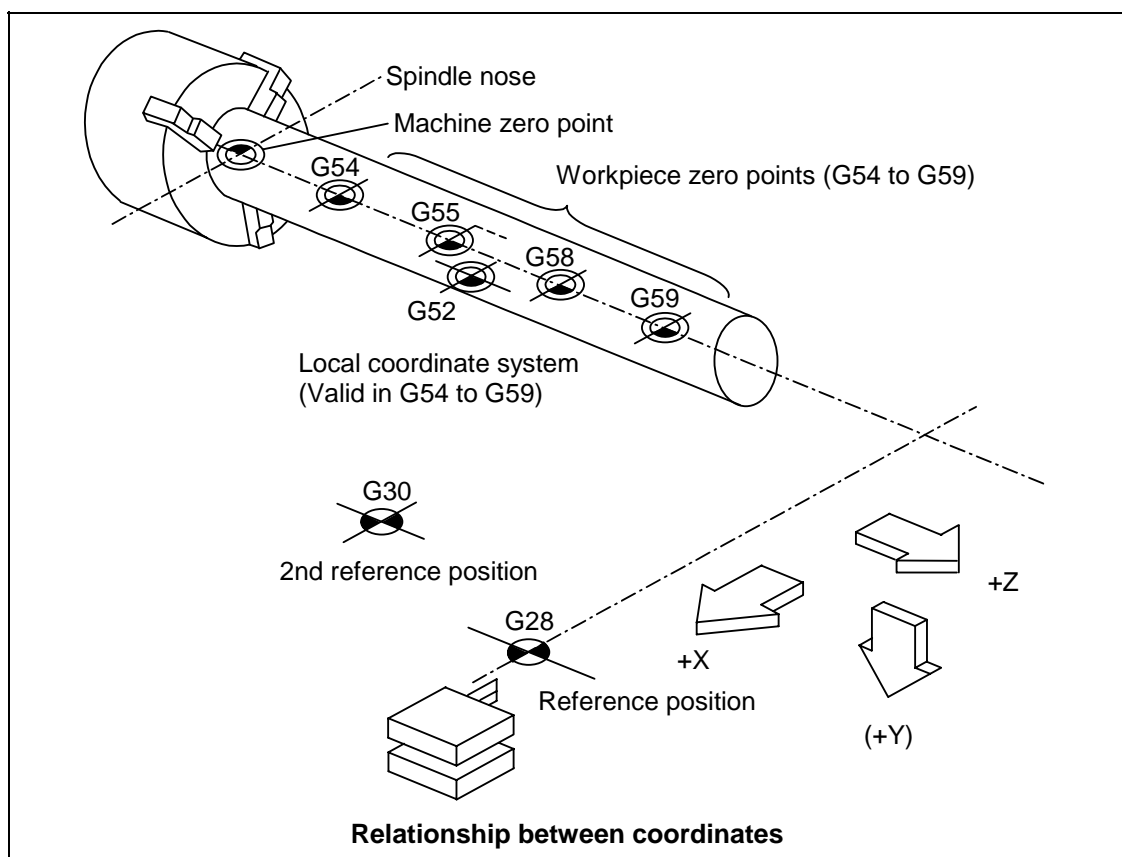 Spindle nose
Machine zero point
G54
Workpiece zero points (G54 to G59)
G55
G58
G52
G59
Local coordinate system
(Valid in G54 to G59)
G30
2nd reference position
+Z
G28
+X
Reference position
(+Y)
Relationship between coordinates